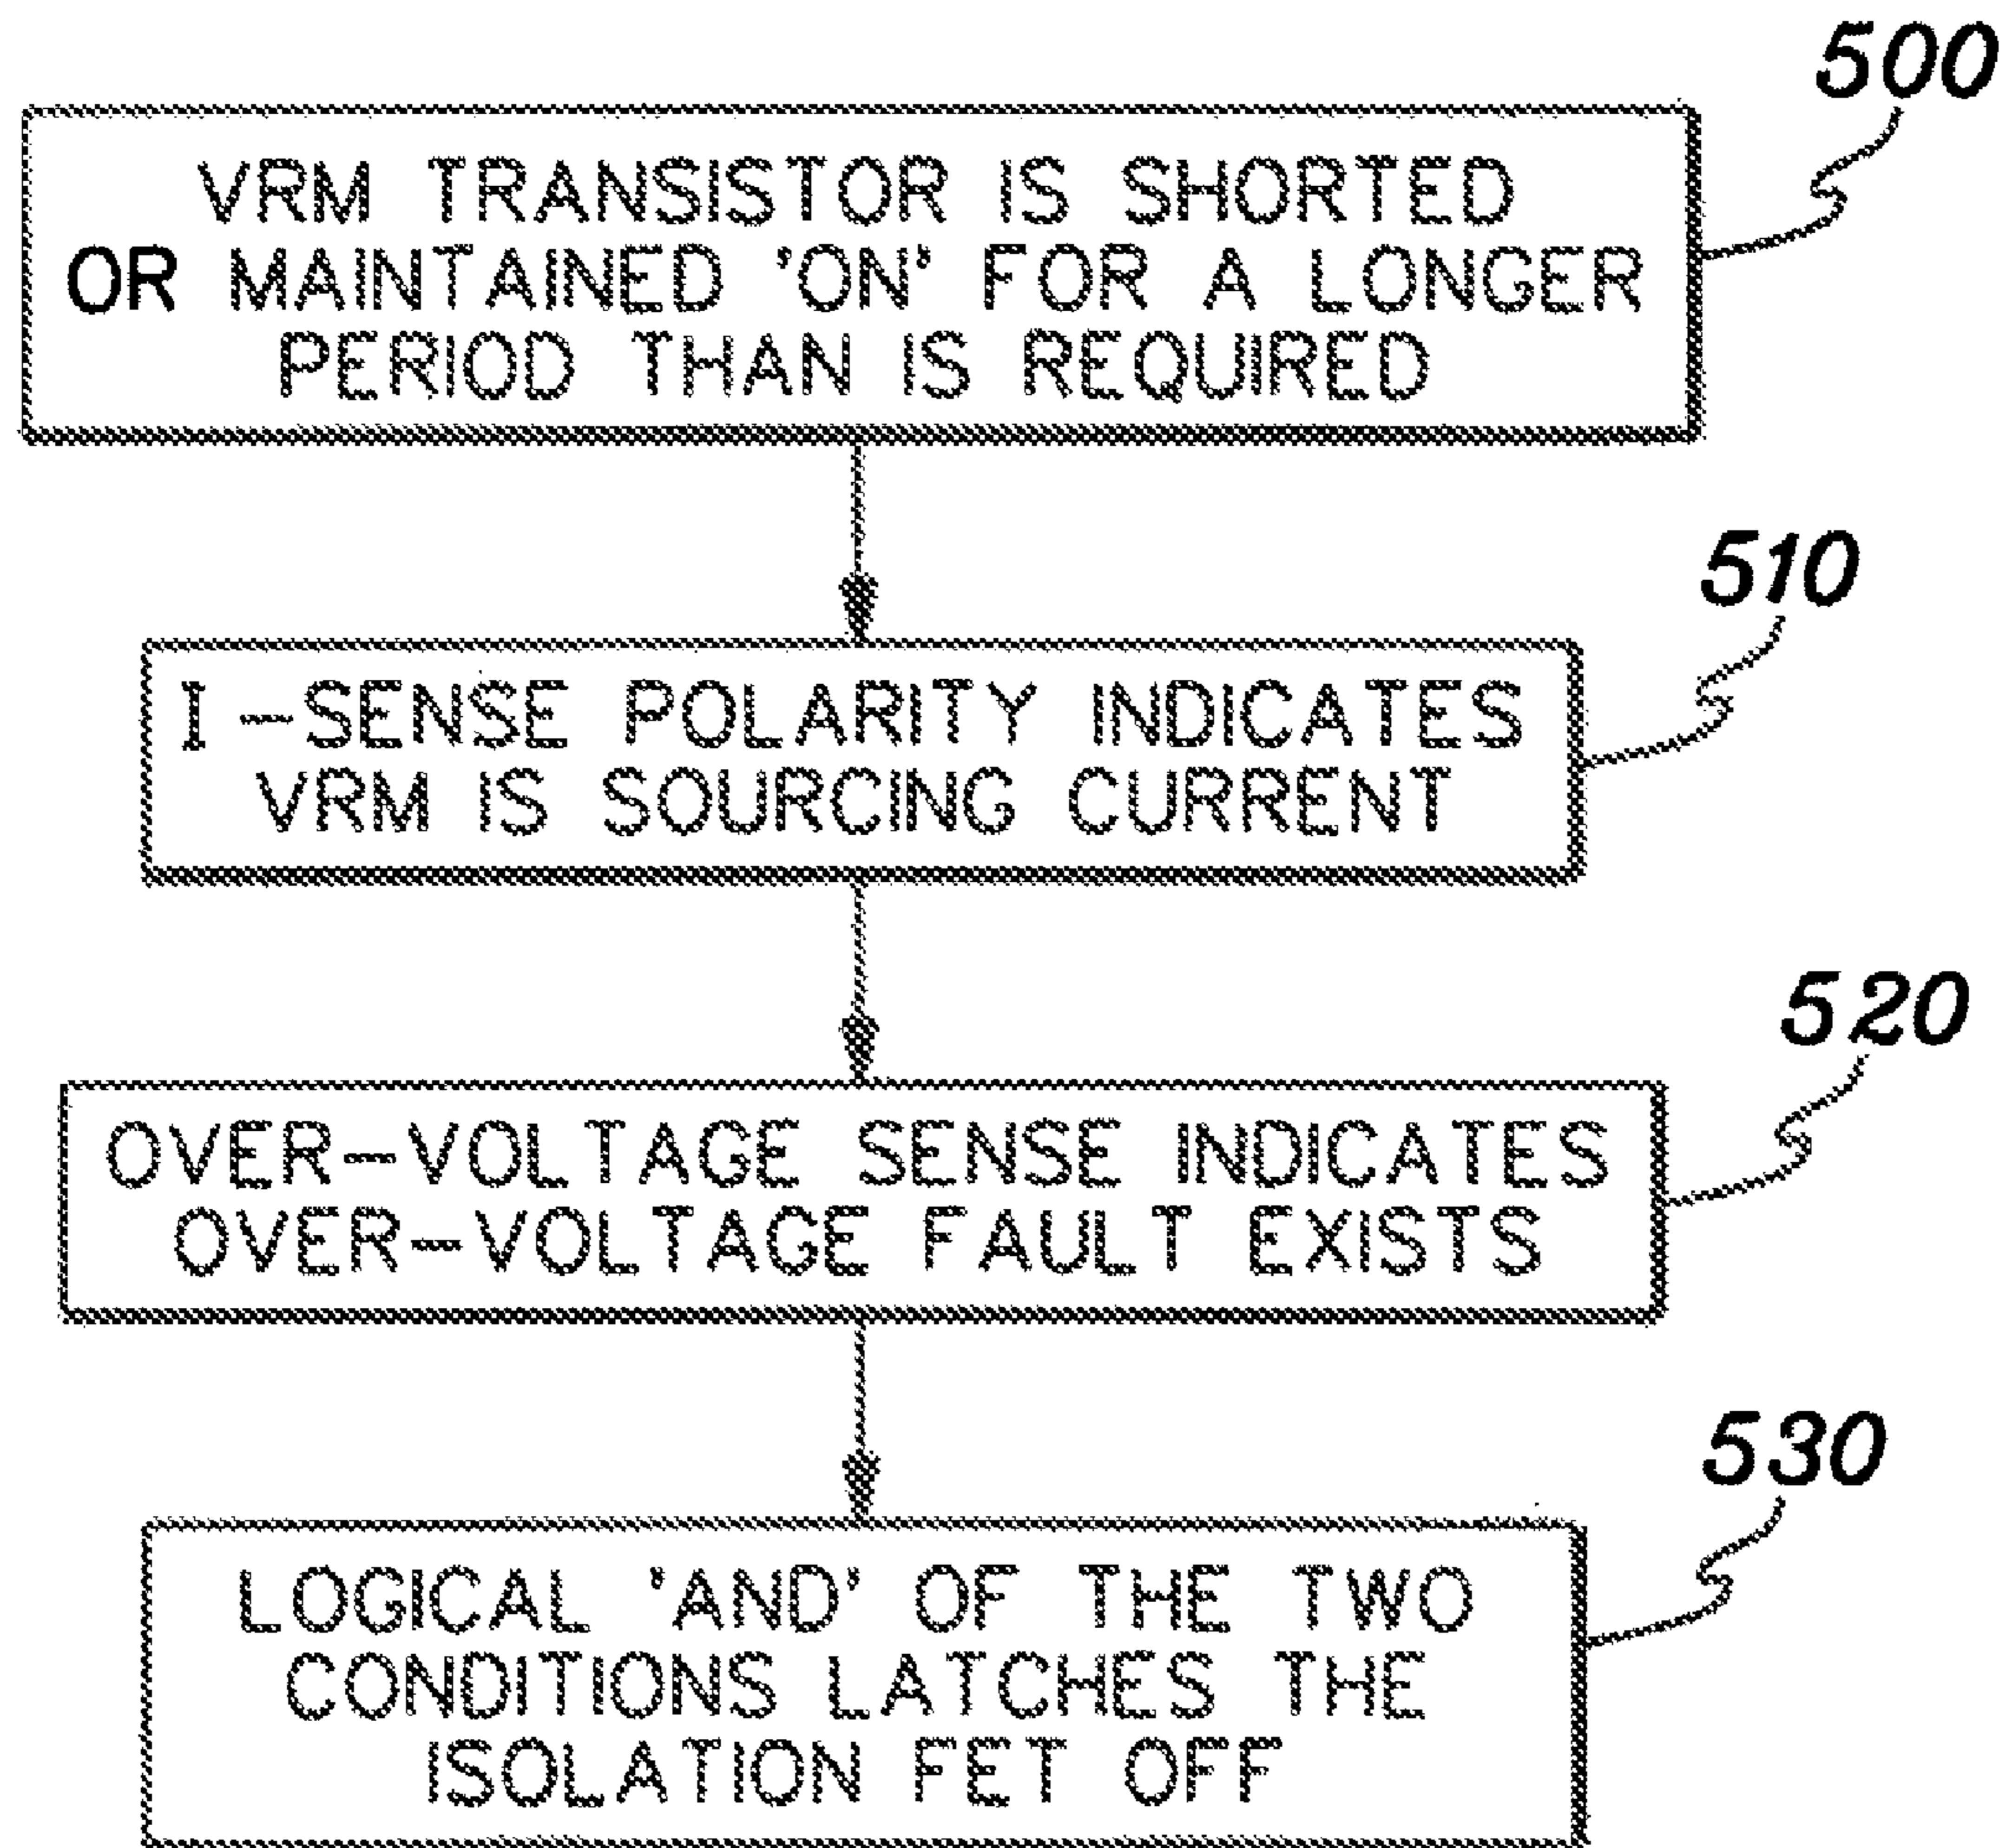 500
VRM TRANSISTOR IS SHORTED
OR MAINTAINED 'ON' FOR A LONGER
PERIOD THAN IS REQUIRED
510
I-SENSE POLARITY INDICATES
VRM IS SOURCING CURRENT
520
OVER-VOLTAGE SENSE INDICATES
OVER-VOLTAGE FAULT EXISTS
530
LOGICAL 'AND' OF THE TWO
CONDITIONS LATCHES THE
ISOLATION FET OFF